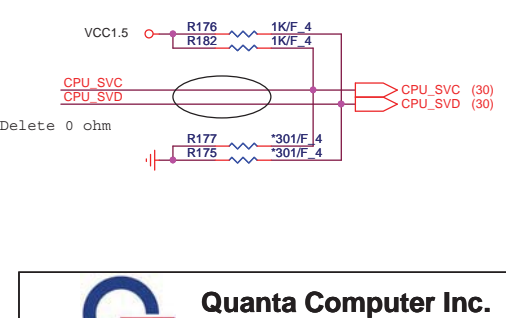 VCC1.5
R176 1K/F_4
R182 1K/F_4
CPU_SVC
CPU_SVD
CPU_SVC (30)
CPU_SVD (30)
Delete 0 ohm
R177 *301/F_4
R175 *301/F_4
Quanta Computer Inc.